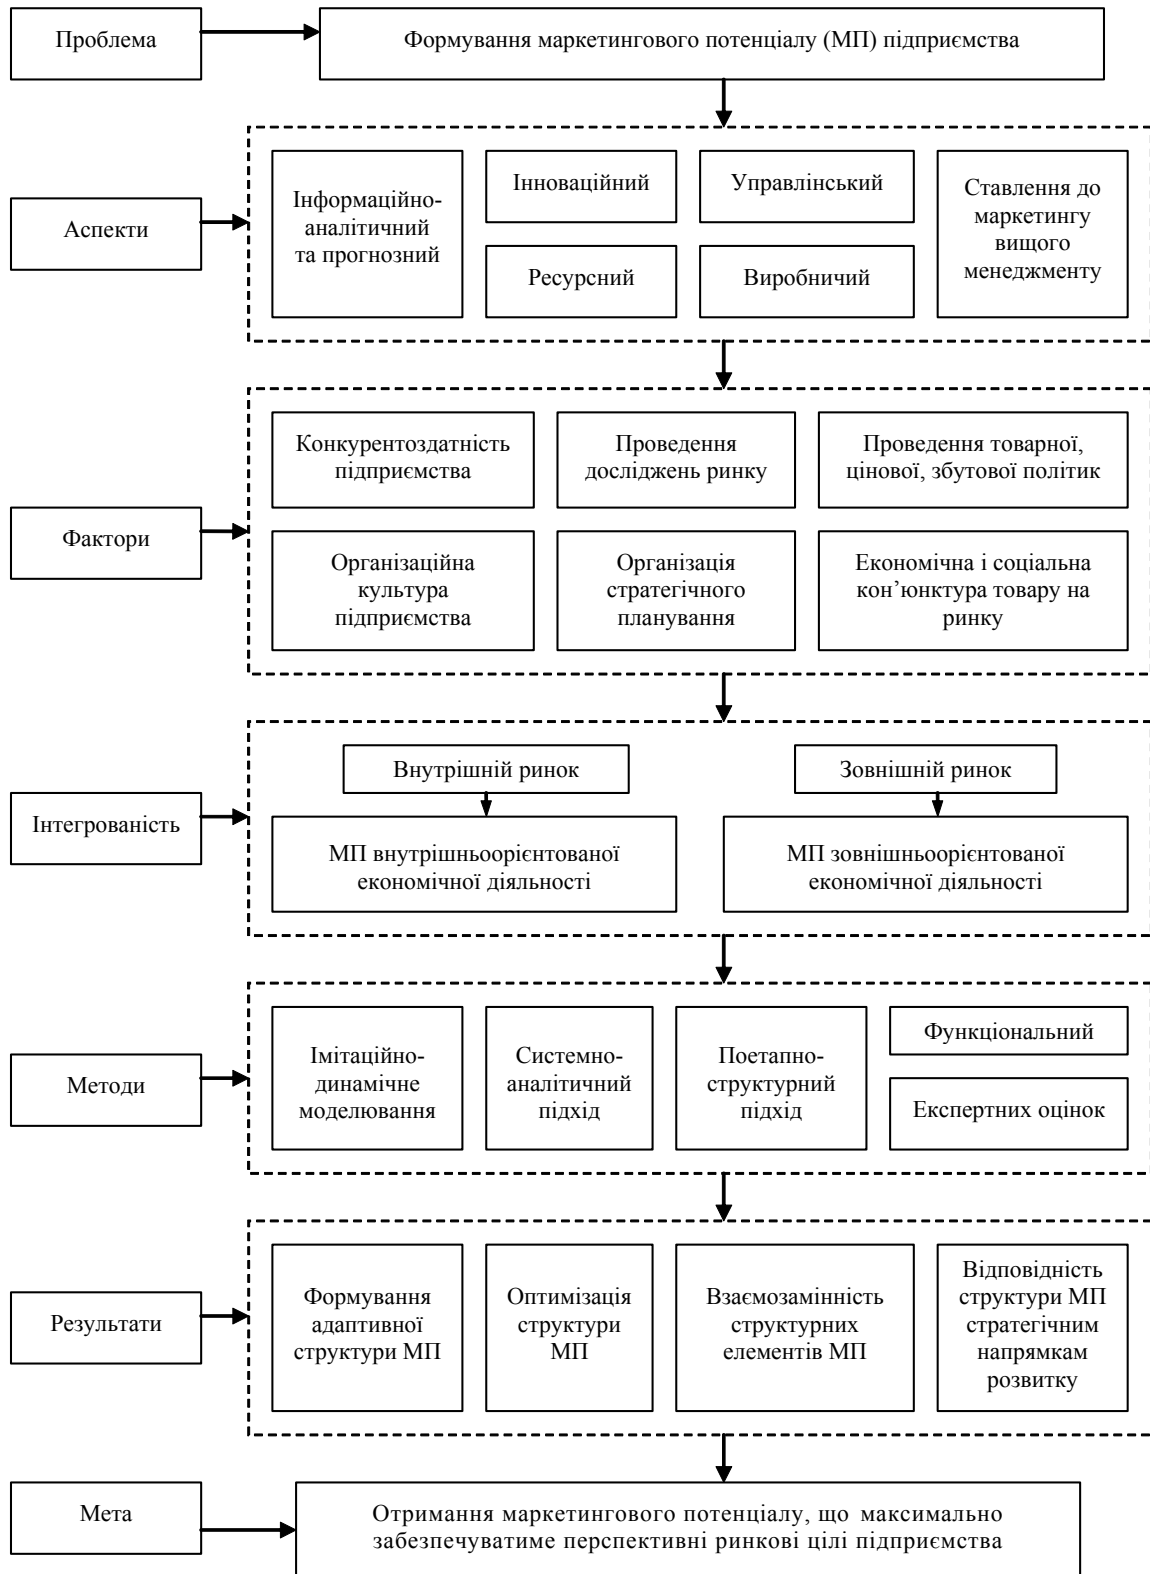 Проблема
Формування маркетингового потенціалу (МП) підприємства
Аспекти
Інформаційно-
аналітичний
та прогнозний
Інноваційний
Управлінський
Ресурсний
Виробничий
Ставлення до
маркетингу
вищого
менеджменту
Фактори
Конкурентоздатність
підприємства
Проведення
досліджень ринку
Проведення товарної,
цінової, збутової політик
Організаційна
культура
підприємства
Організація
стратегічного
планування
Економічна і соціальна
кон’юнктура товару на
ринку
Інтегрованість
Внутрішній ринок
Зовнішній ринок
МП внутрішньоорієнтованої
економічної діяльності
МП зовнішньоорієнтованої
економічної діяльності
Методи
Імітаційно-
динамічне
моделювання
Системно-
аналітичний
підхід
Поетапно-
структурний
підхід
Функціональний
Експертних оцінок
Результати
Формування
адаптивної
структури МП
Оптимізація
структури
МП
Взаємозамінність
структурних
елементів МП
Відповідність
структури МП
стратегічним
напрямкам
розвитку
Мета
Отримання маркетингового потенціалу, що максимально
забезпечуватиме перспективні ринкові цілі підприємства